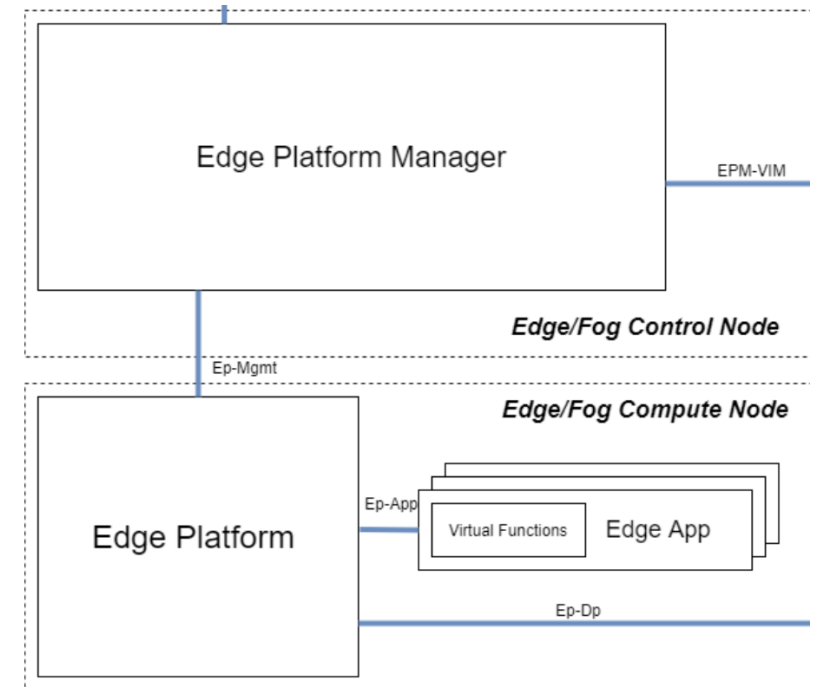 Edge Platform Manager
EPM-VIM
Edge/Fog Control Node
Ep-Mgmt
Edge/Fog Compute Node
Edge Platform
Ep-App
Virtual Functions
Edge App
Ep-Dp